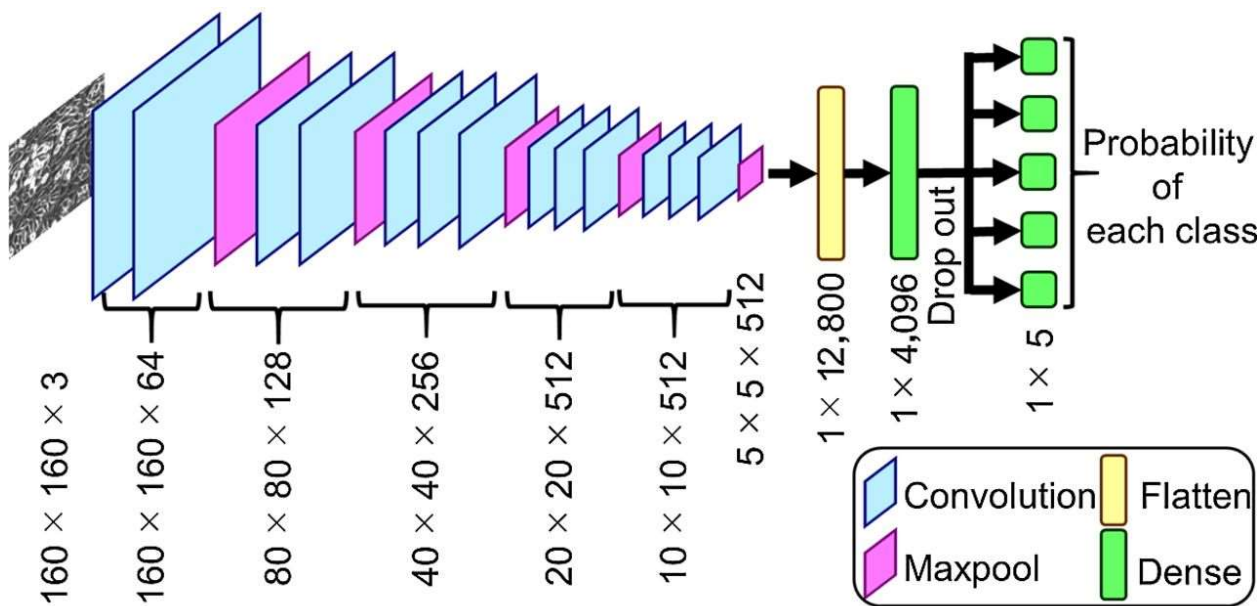 160 × 160 × 3
160 × 160 × 64
80 × 80 × 128
40 × 40 × 256
20 × 20 × 512
10 × 10 × 512
5 × 5 × 512
1 × 12,800
1 × 4,096
Drop out
1 × 5
Probability
of
each class
Convolution
Flatten
Maxpool
Dense